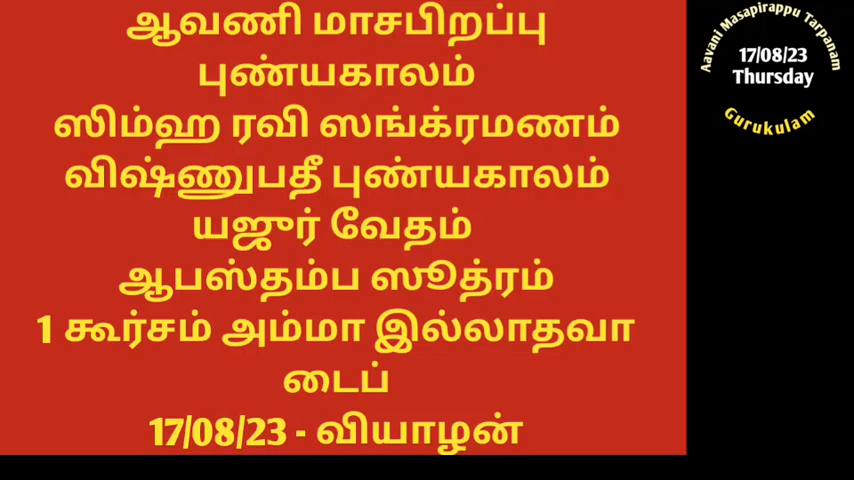 ஆவணி மாசபிறப்பு
புண்யகாலம்
ஸிம்ஹ ரவி ஸங்க்ரமணம்
விஷ்ணுபதீ புண்யகாலம்
யஜுர் வேதம்
ஆபஸ்தம்ப ஸூத்ரம்
1 கூர்சம் அம்மா இல்லாதவா
டைப்
17/08/23 - வியாழன்
Aavani Masapirappu Tarpanam
17/08/23
Thursday
Gurukulam